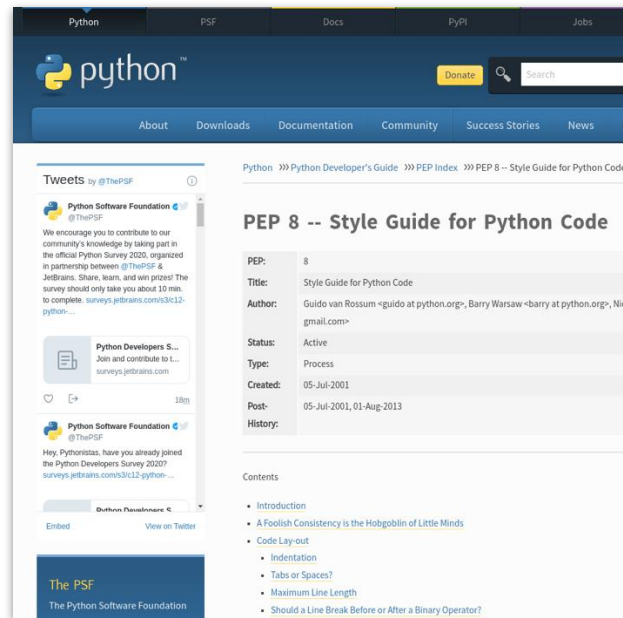 Python
PSF
Docs
PyPI
Jobs
python™
Donate
Search
About
Downloads
Documentation
Community
Success Stories
News
Tweets by @ThePSF
Python Software Foundation
@ThePSF
We encourage you to contribute to our
community's knowledge by taking part in
the official Python Survey 2020, organized
in partnership between @ThePSF &
JetBrains. Share, learn, and win prizes! The
survey should only take you about 10 min.
to complete. surveys.jetbrains.com/s3/c12-
python-…
Python Developers S...
Join and contribute to t...
surveys.jetbrains.com
18m
Python Software Foundation
@ThePSF
Hey, Pythonistas, have you already joined
the Python Developers Survey 2020?
surveys.jetbrains.com/s3/c12-python-…
Python Developers S
Embed
View on Twitter
The PSF
The Python Software Foundation
Python >>> Python Developer's Guide >>> PEP Index >>> PEP 8 -- Style Guide for Python Code
PEP 8 -- Style Guide for Python Code
PEP: 8
Title: Style Guide for Python Code
Author: Guido van Rossum <guido at python.org>, Barry Warsaw <barry at python.org>,
gmail.com>
Status: Active
Type: Process
Created: 05-Jul-2001
Post-
History: 05-Jul-2001, 01-Aug-2013
Contents
Introduction
A Foolish Consistency is the Hobgoblin of Little Minds
Code Lay-out
Indentation
Tabs or Spaces?
Maximum Line Length
Should a Line Break Before or After a Binary Operator?